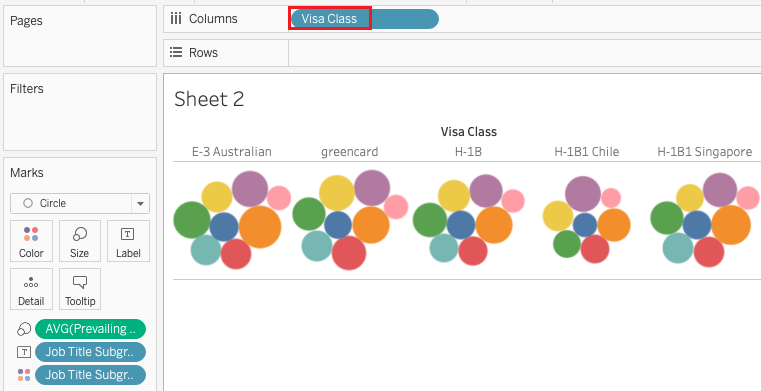 Pages
Columns
Visa Class
Rows
Filters
Sheet 2
Visa Class
E-3 Australian
greencard
H-1B
H-1B1 Chile
H-1B1 Singapore
Marks
Circle
Color
Size
T
Label
Detail
Tooltip
AVG(Prevailing ..
T
Job Title Subgr..
Job Title Subgr..